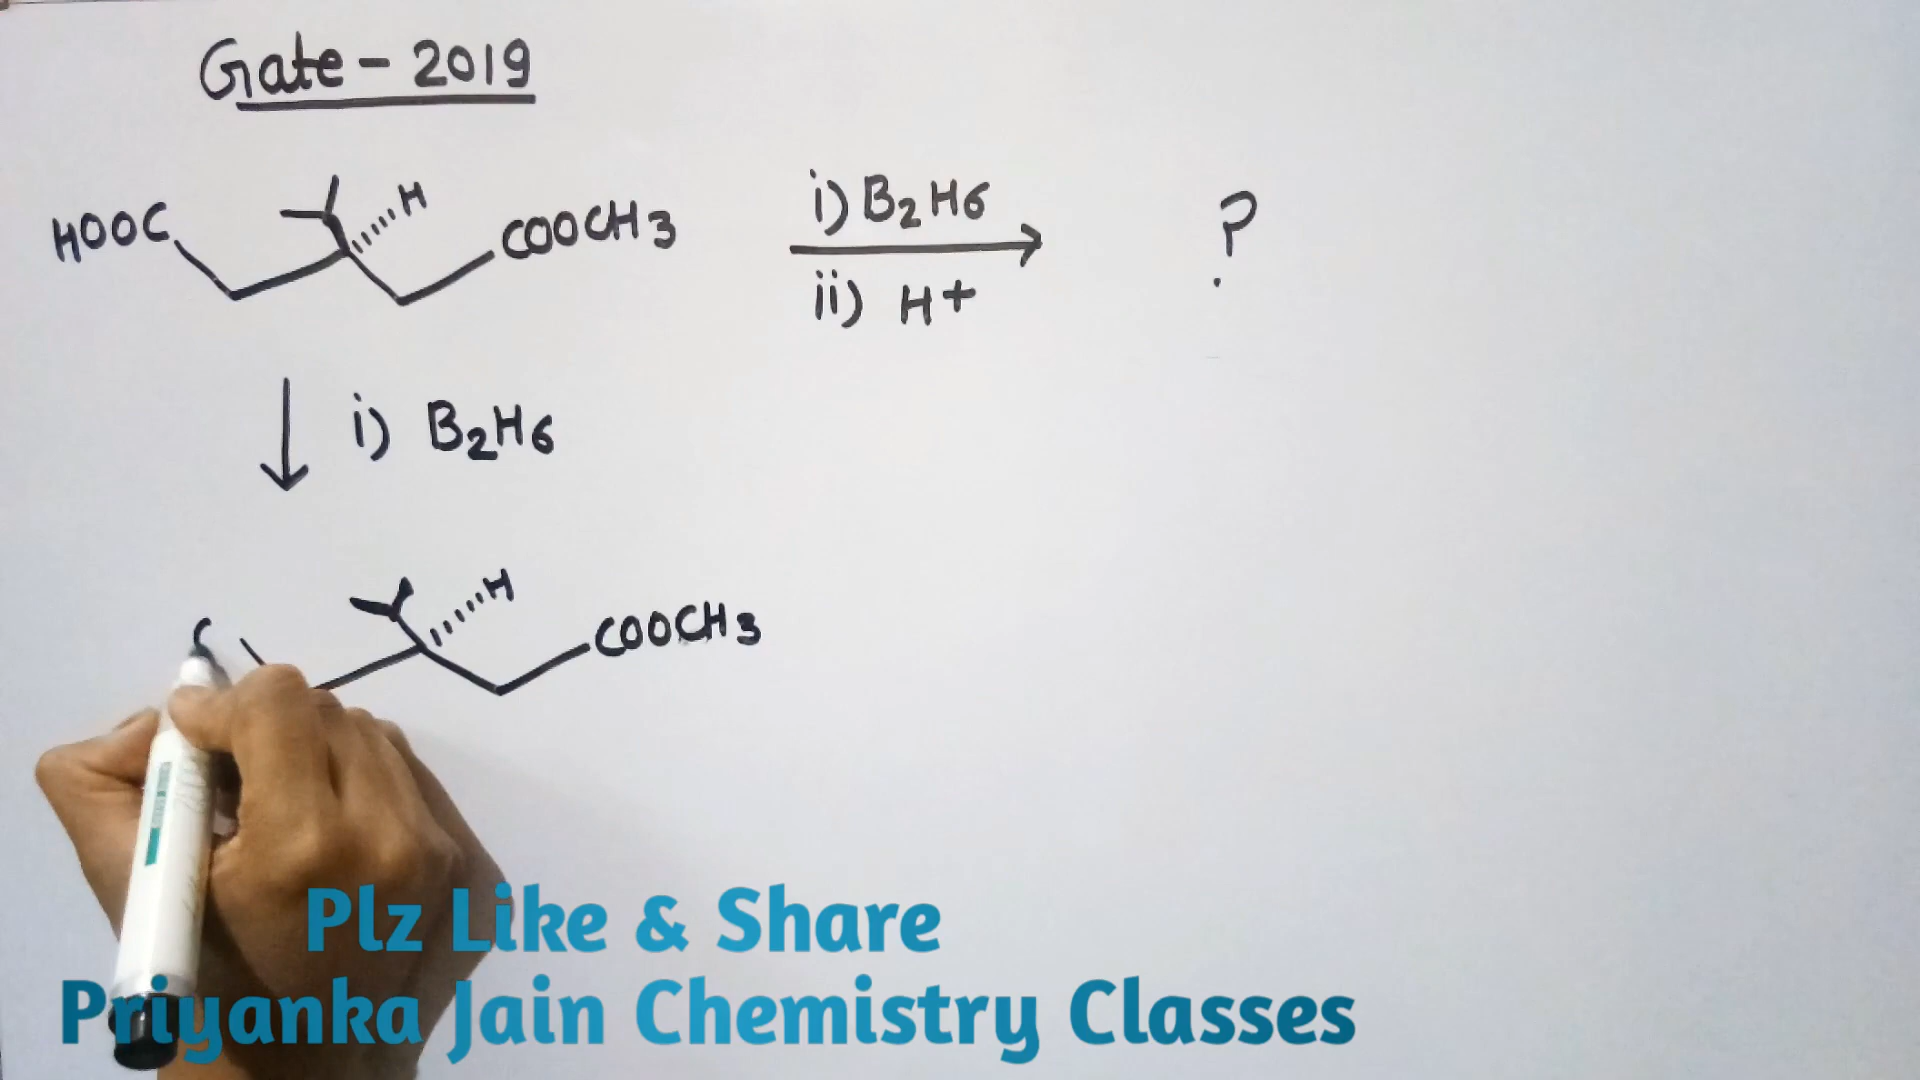 Gate - 2019
HOOC H COOCH3 i) B2H6 ?
ii) H+
i) B2H6
C H COOCH3
Plz Like & Share
Priyanka Jain Chemistry Classes